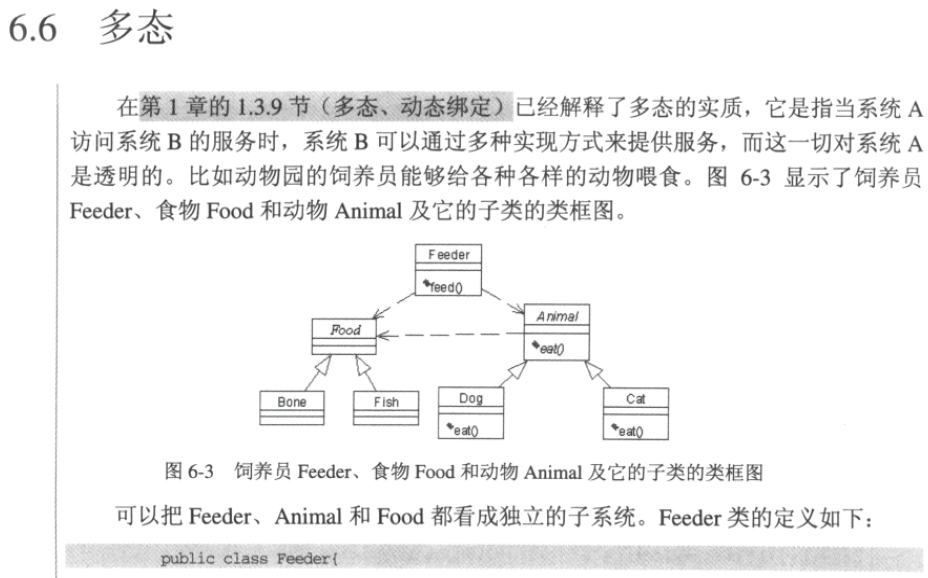 6.6 多态
在第 1 章的 1.3.9 节（多态、动态绑定）已经解释了多态的实质，它是指当系统 A
访问系统 B 的服务时，系统 B 可以通过多种实现方式来提供服务，而这一切对系统 A
是透明的。比如动物园的饲养员能够给各种各样的动物喂食。图 6-3 显示了饲养员
Feeder、食物 Food 和动物 Animal 及它的子类的类框图。
Feeder
feed()
Food
Animal
eat()
Bone
Fish
Dog
eat()
Cat
eat()
图 6-3 饲养员 Feeder、食物 Food 和动物 Animal 及它的子类的类框图
可以把 Feeder、Animal 和 Food 都看成独立的子系统。Feeder 类的定义如下：
public class Feeder{